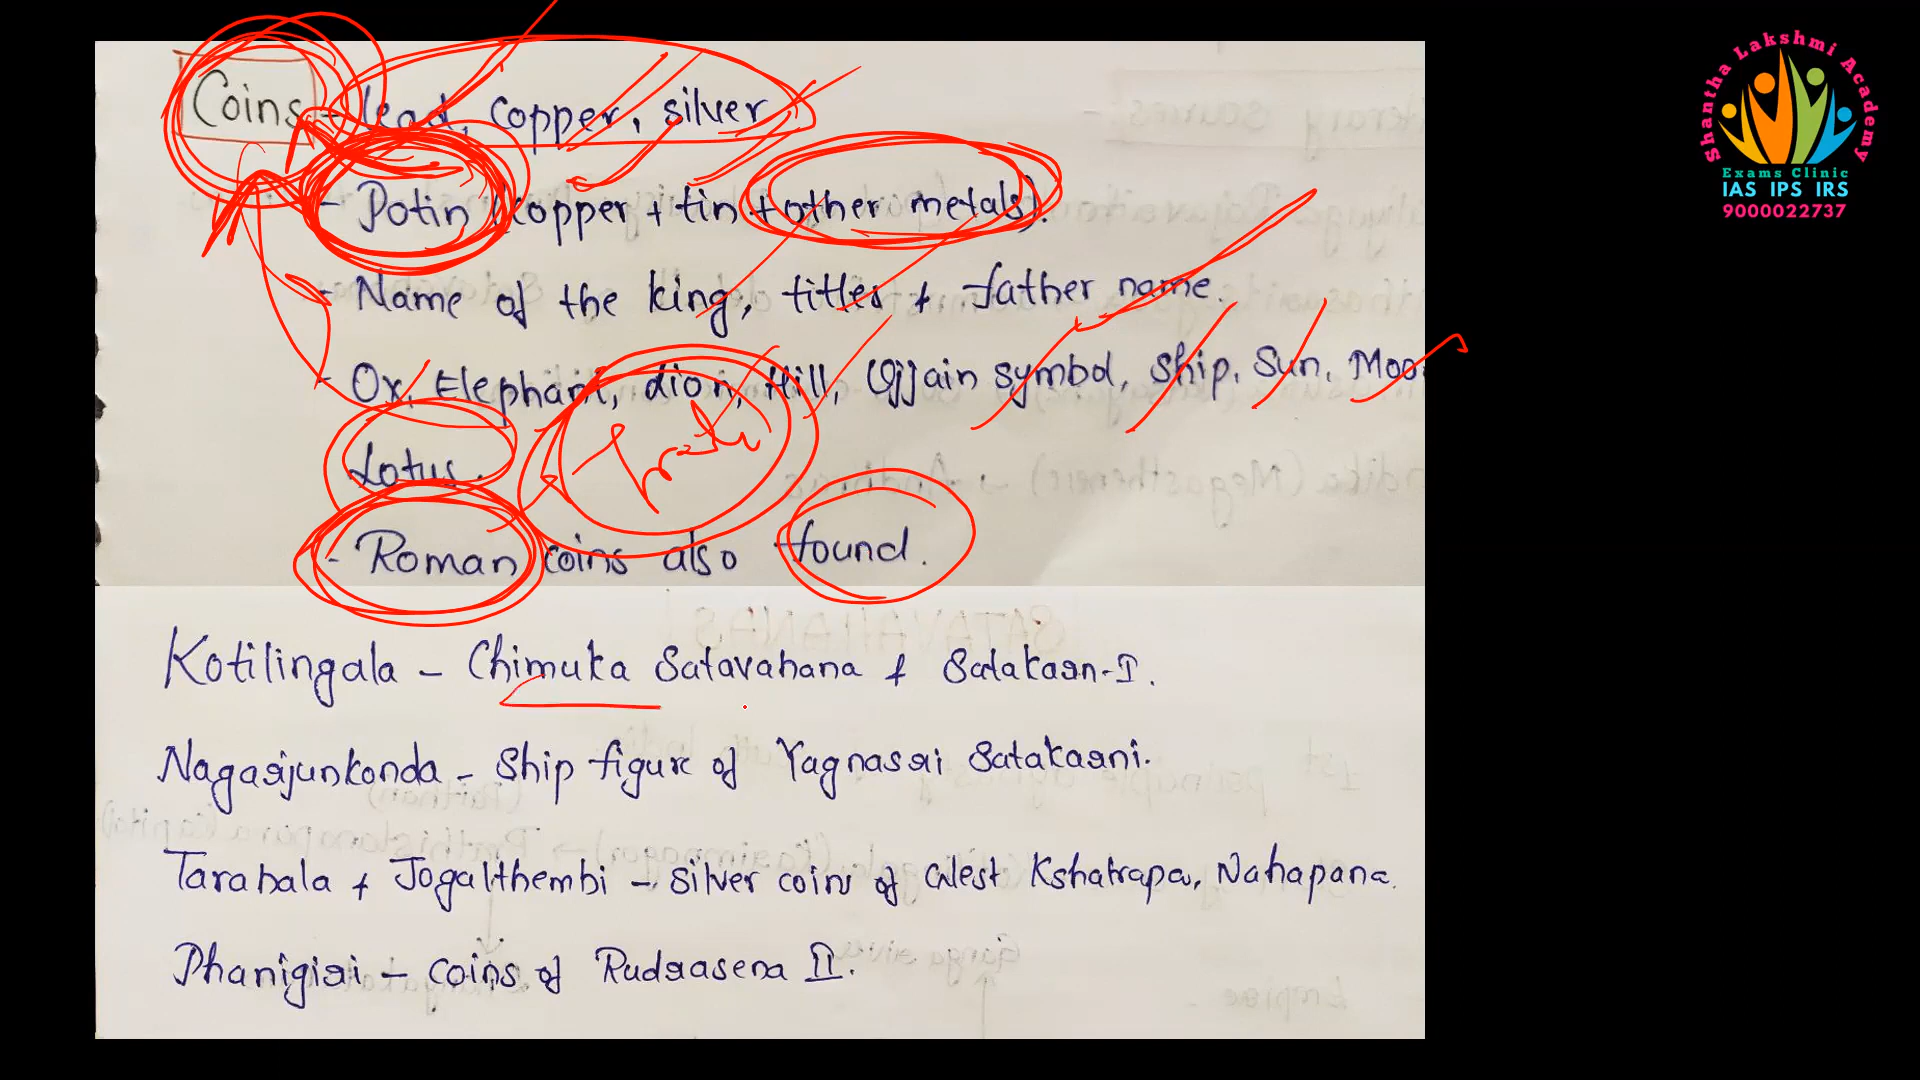 Coins - lead, copper, silver
- Potin (copper + tin + other metals).
- Name of the king, titles + father name.
- Ox, Elephant, Lion, Hill, Ujjain symbol, Ship, Sun, Moo
Lotus.
- Roman coins also found.
Kotilingala - Chimuka Satavahana + Satakarn-I.
Nagarjunkonda - Ship figure of Yagnasri Satakarni.
Tarahala + Jogalthembi - Silver coins of West Kshatrapa, Nahapana.
Phanigiri - coins of Rudrasena II.
Shantha Lakshmi Academy
Exams Clinic
IAS IPS IRS
9000022737